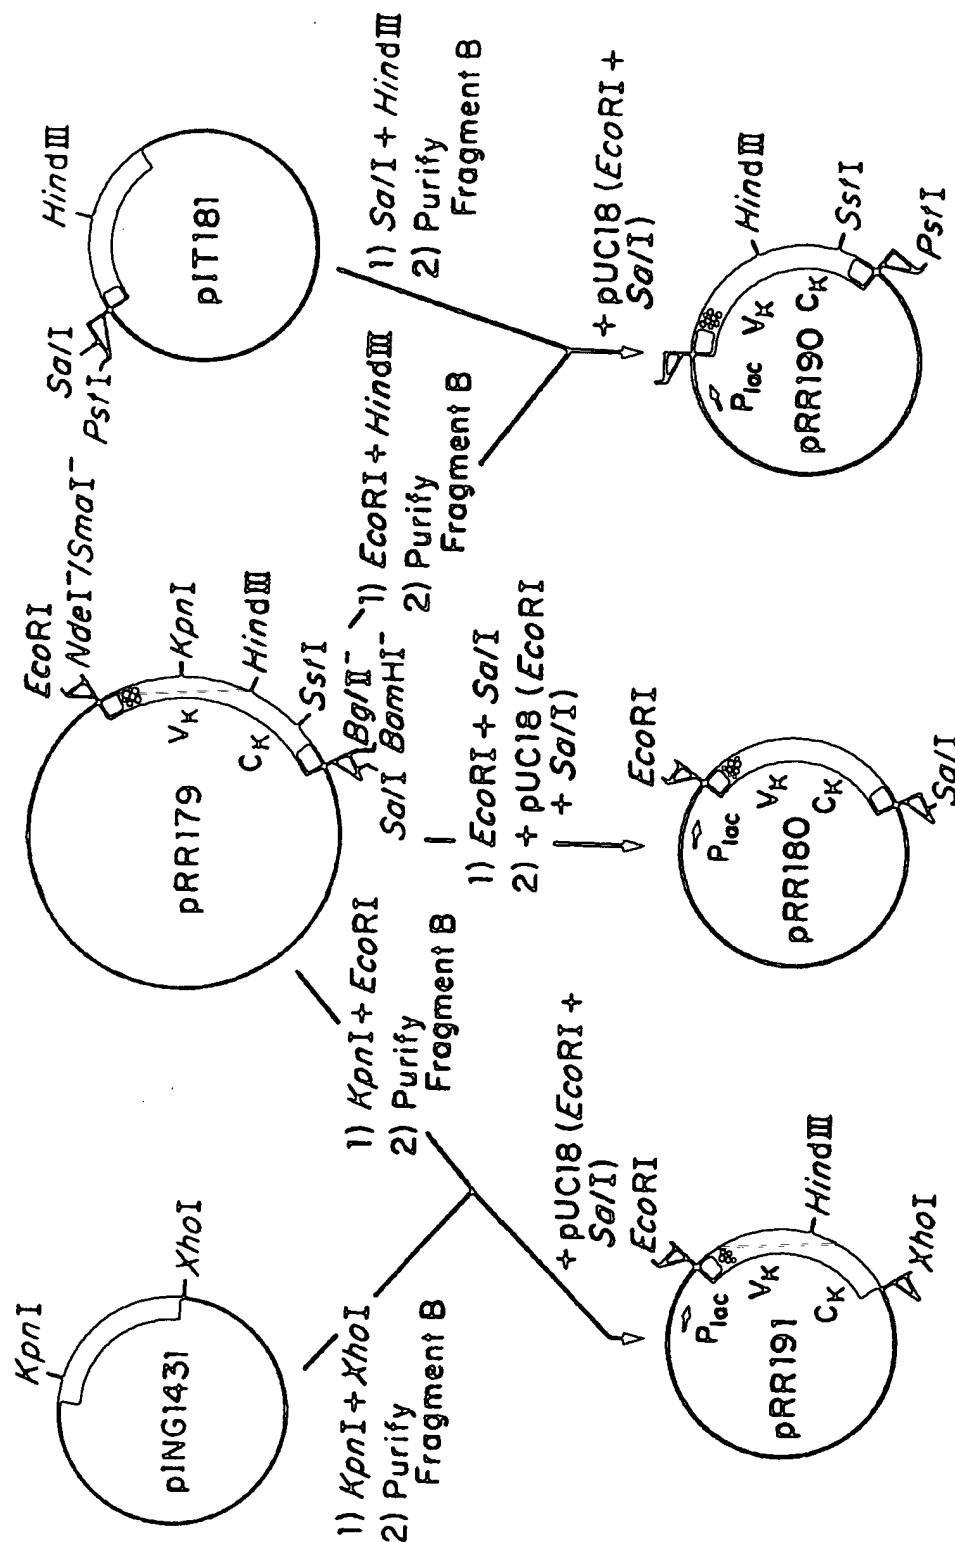 KpnI
XhoI
pING1431
1) KpnI + XhoI
2) Purify
Fragment B
pRR179
EcoRI
NdeI⁻/SmaI⁻
KpnI
HindIII
SstI
BglII⁻
SalI BamHI⁻
VK
CK
SalI
PstI
HindIII
pIT181
1) KpnI + EcoRI
2) Purify
Fragment B
1) EcoRI + SalI
2) + pUC18 (EcoRI
+ SalI)
1) EcoRI + HindIII
2) Purify
Fragment B
1) SalI + HindIII
2) Purify
Fragment B
+ pUC18 (EcoRI +
SalI)
EcoRI
Plac
VK
CK
HindIII
XhoI
pRR191
EcoRI
Plac
VK
CK
SalI
pRR180
+ pUC18 (EcoRI +
SalI)
Plac
VK
CK
HindIII
SstI
PstI
pRR190